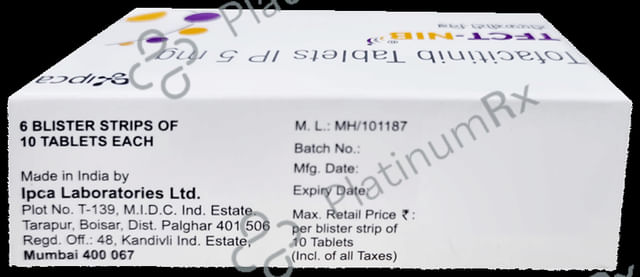 Tofacitinib Tablets IP 5 mg
TFCT-NIB®
ipca
6 BLISTER STRIPS OF
10 TABLETS EACH
Made in India by
Ipca Laboratories Ltd.
Plot No. T-139, M.I.D.C. Ind. Estate,
Tarapur, Boisar, Dist. Palghar 401 506
Regd. Off.: 48, Kandivli Ind. Estate,
Mumbai 400 067
M. L.: MH/101187
Batch No.:
Mfg. Date:
Expiry Date:
Max. Retail Price ₹ :
per blister strip of
10 Tablets
(Incl. of all Taxes)
PlatinumRx